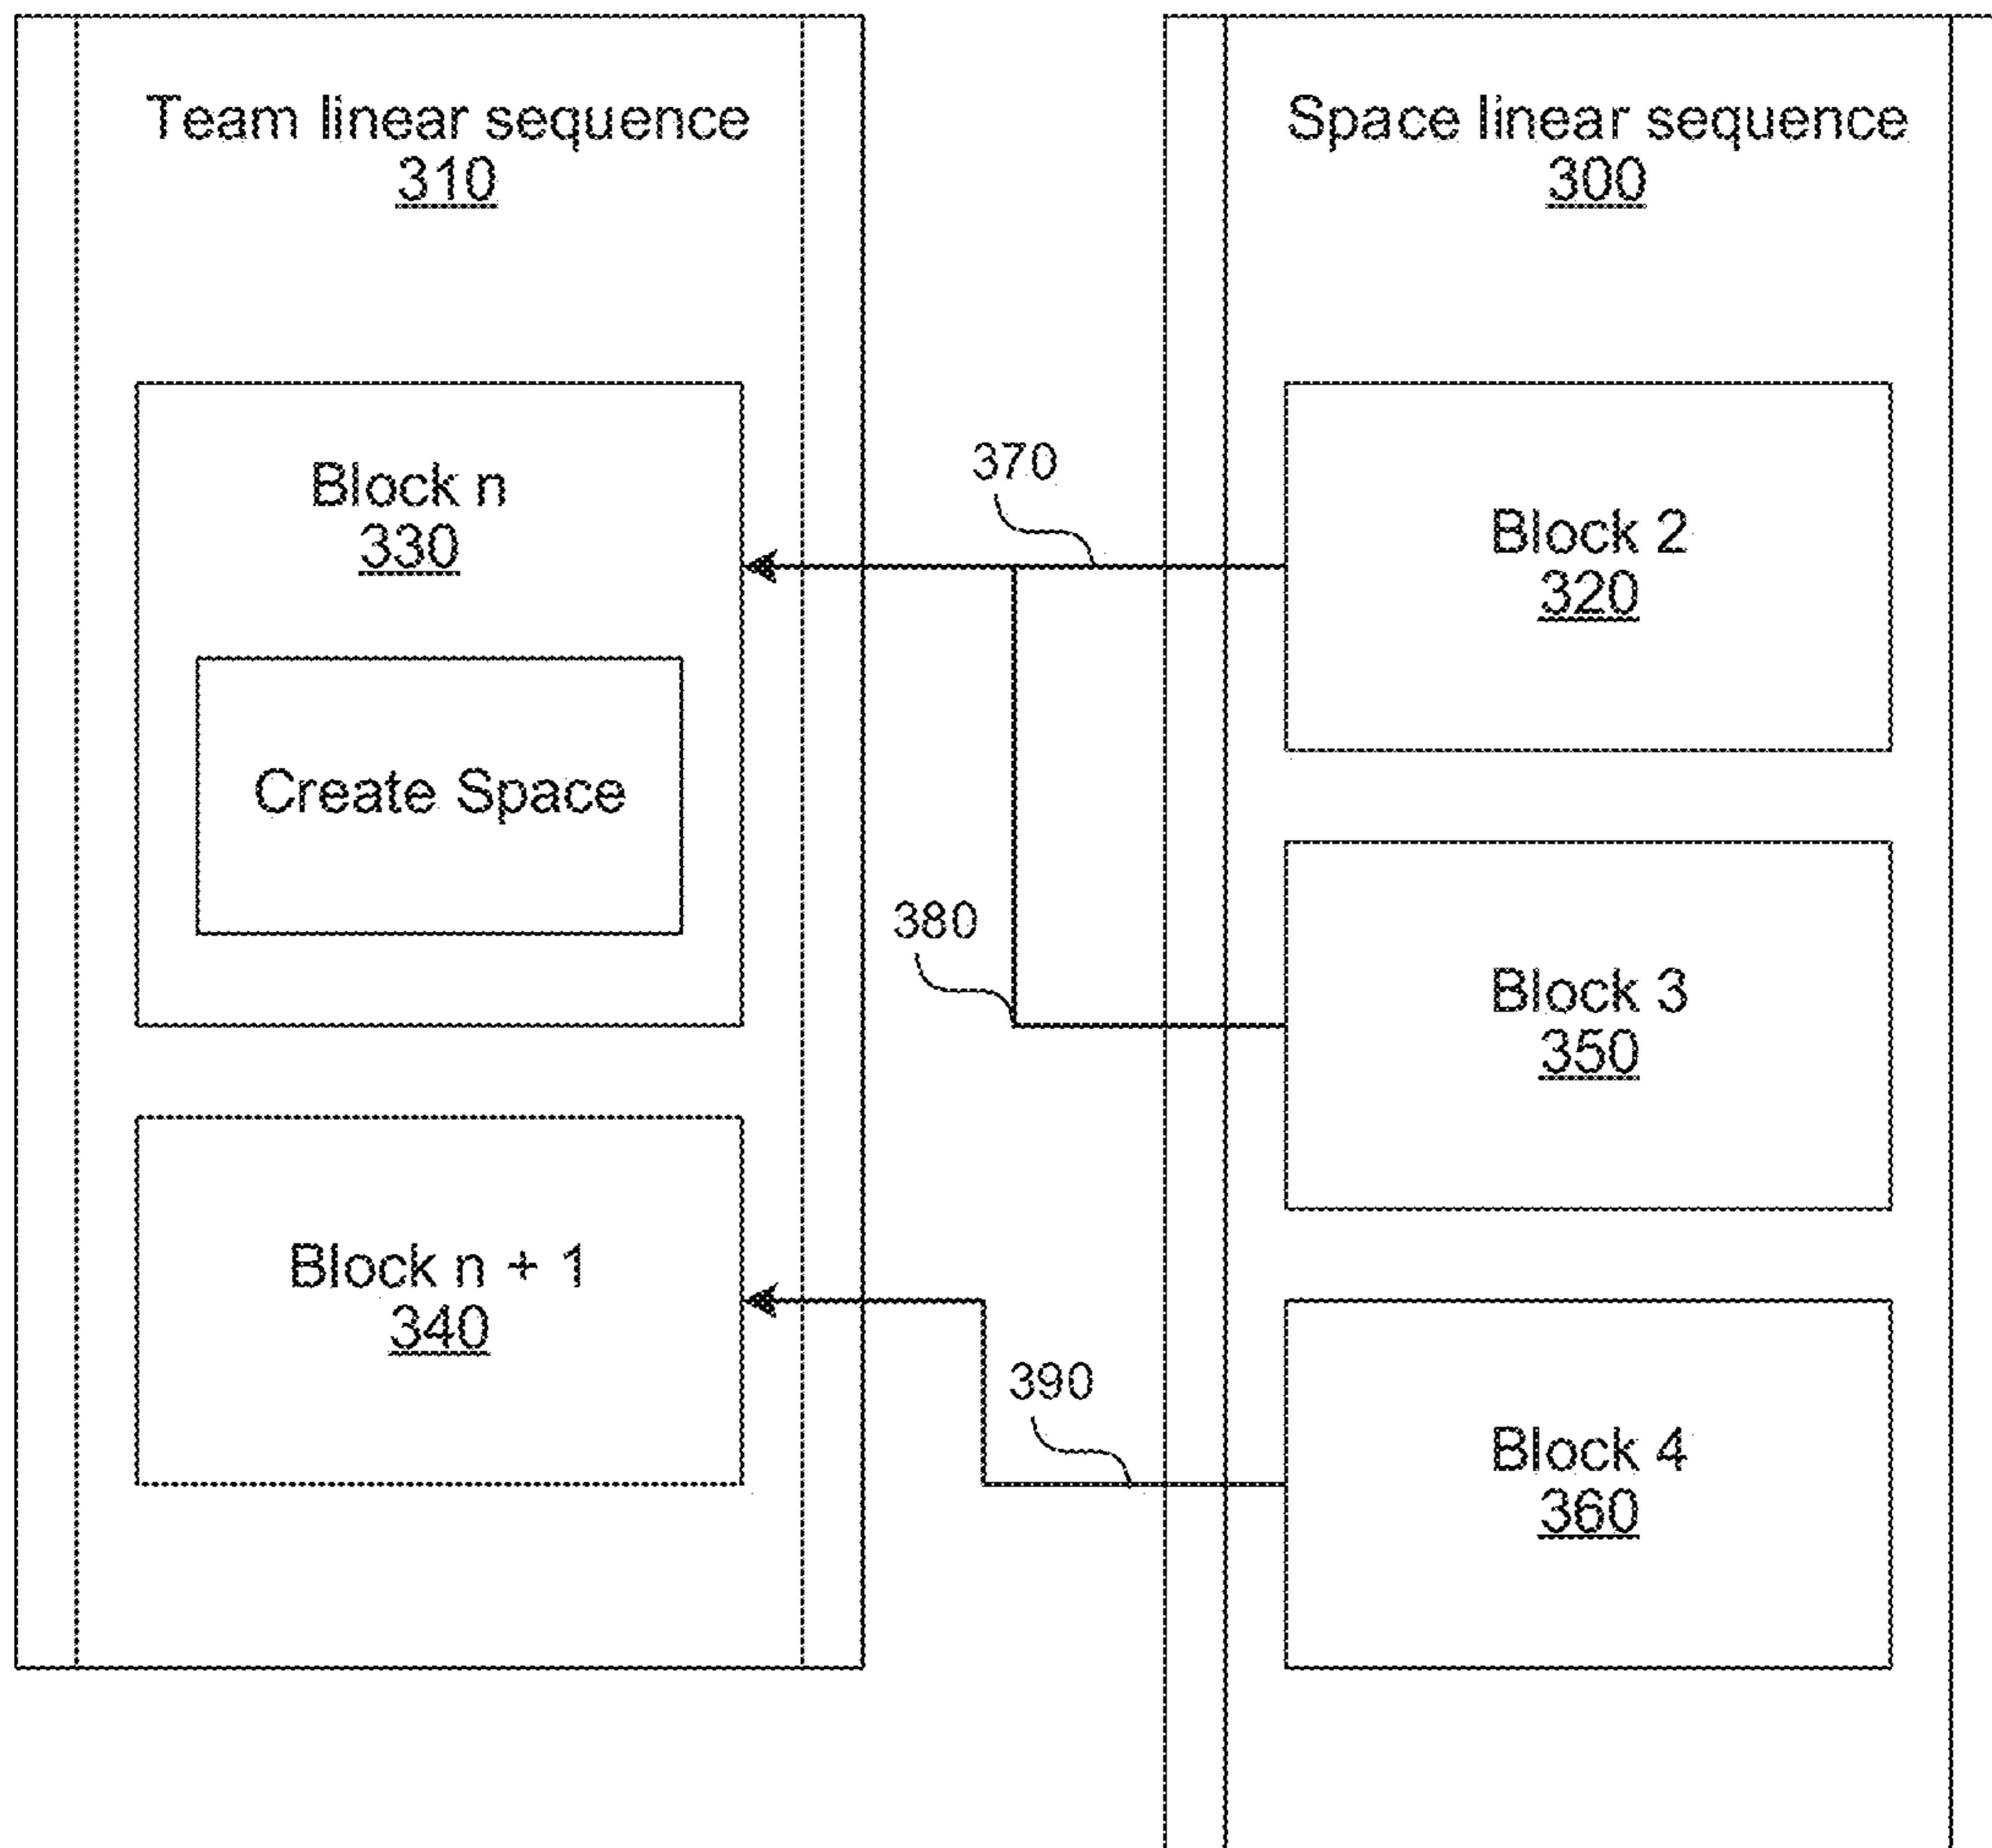 Team linear sequence
310
Block n
330
Create Space
Block n + 1
340
370
380
390
Space linear sequence
300
Block 2
320
Block 3
350
Block 4
360